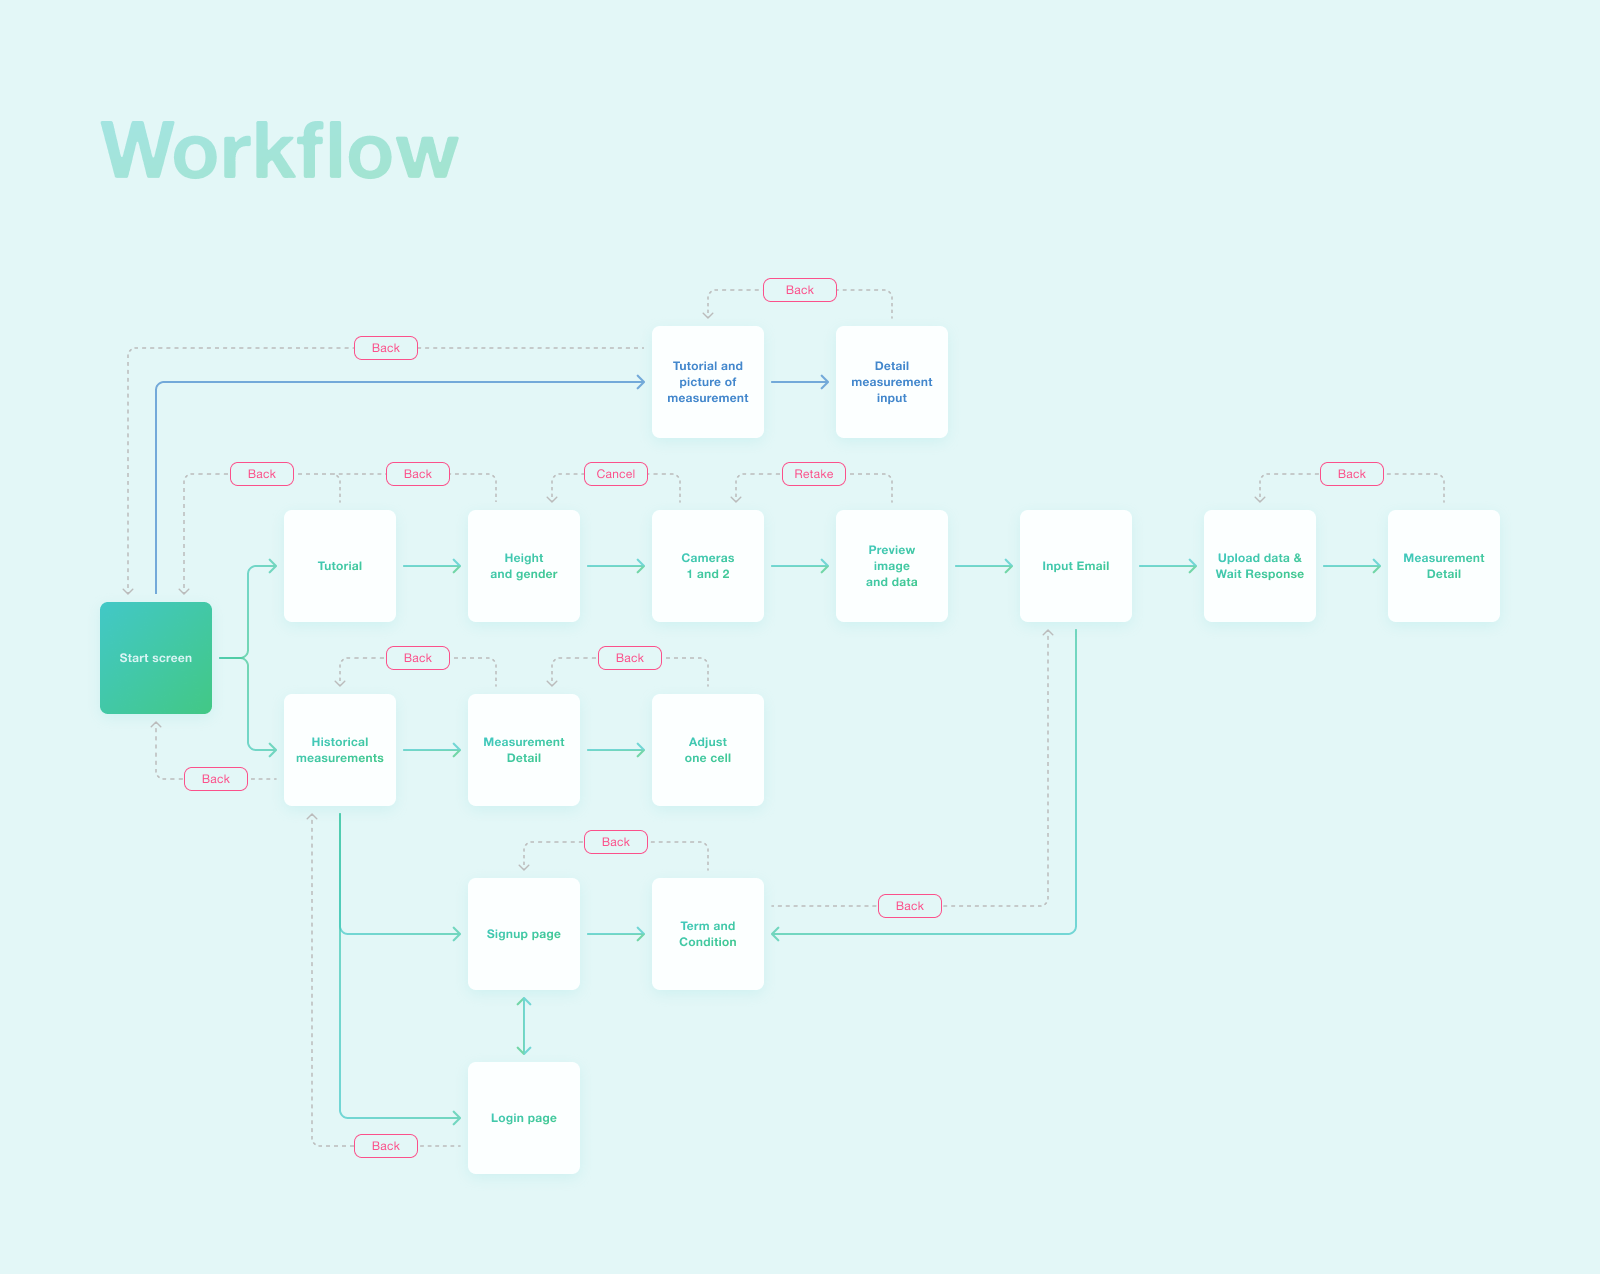 Workflow
Back
Back
Tutorial and
picture of
measurement
Detail
measurement
input
Back
Back
Cancel
Retake
Back
Tutorial
Height
and gender
Cameras
1 and 2
Preview
image
and data
Input Email
Upload data &
Wait Response
Measurement
Detail
Start screen
Back
Back
Historical
measurements
Measurement
Detail
Adjust
one cell
Back
Back
Signup page
Term and
Condition
Back
Login page
Back